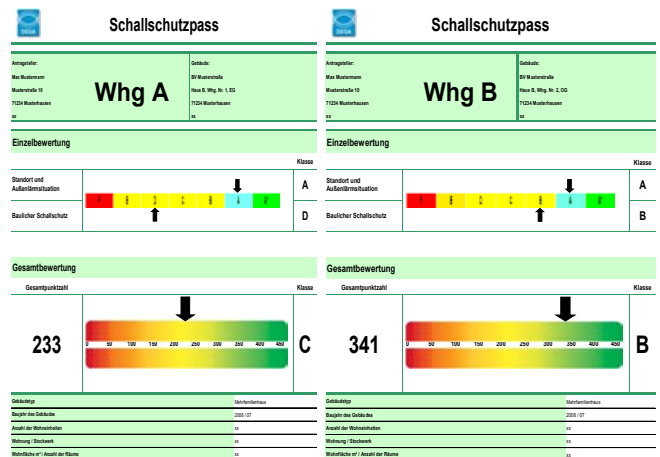 DEGA
Schallschutzpass
Antragsteller:
Max Mustermann
Musterstraße 10
71234 Musterhausen
xx
Whg A
Gebäude:
BV Musterstraße
Haus B, Whg. Nr. 1, EG
71234 Musterhausen
xx
Einzelbewertung
Klasse
Standort und
Außenlärmsituation
A
F E D C B A A*
Baulicher Schallschutz
D
Gesamtbewertung
Gesamtpunktzahl
Klasse
233
0 50 100 150 200 250 300 350 400 450
C
Gebäudetyp Mehrfamilienhaus
Baujahr des Gebäudes 2006 / 07
Anzahl der Wohneinheiten xx
Wohnung / Stockwerk xx
Wohnfläche m² / Anzahl der Räume xx
DEGA
Schallschutzpass
Antragsteller:
Max Mustermann
Musterstraße 10
71234 Musterhausen
xx
Whg B
Gebäude:
BV Musterstraße
Haus B, Whg. Nr. 2, OG
71234 Musterhausen
xx
Einzelbewertung
Klasse
Standort und
Außenlärmsituation
A
F E D C B A A*
Baulicher Schallschutz
B
Gesamtbewertung
Gesamtpunktzahl
Klasse
341
0 50 100 150 200 250 300 350 400 450
B
Gebäudetyp Mehrfamilienhaus
Baujahr des Gebäudes 2006 / 07
Anzahl der Wohneinheiten xx
Wohnung / Stockwerk xx
Wohnfläche m² / Anzahl der Räume xx